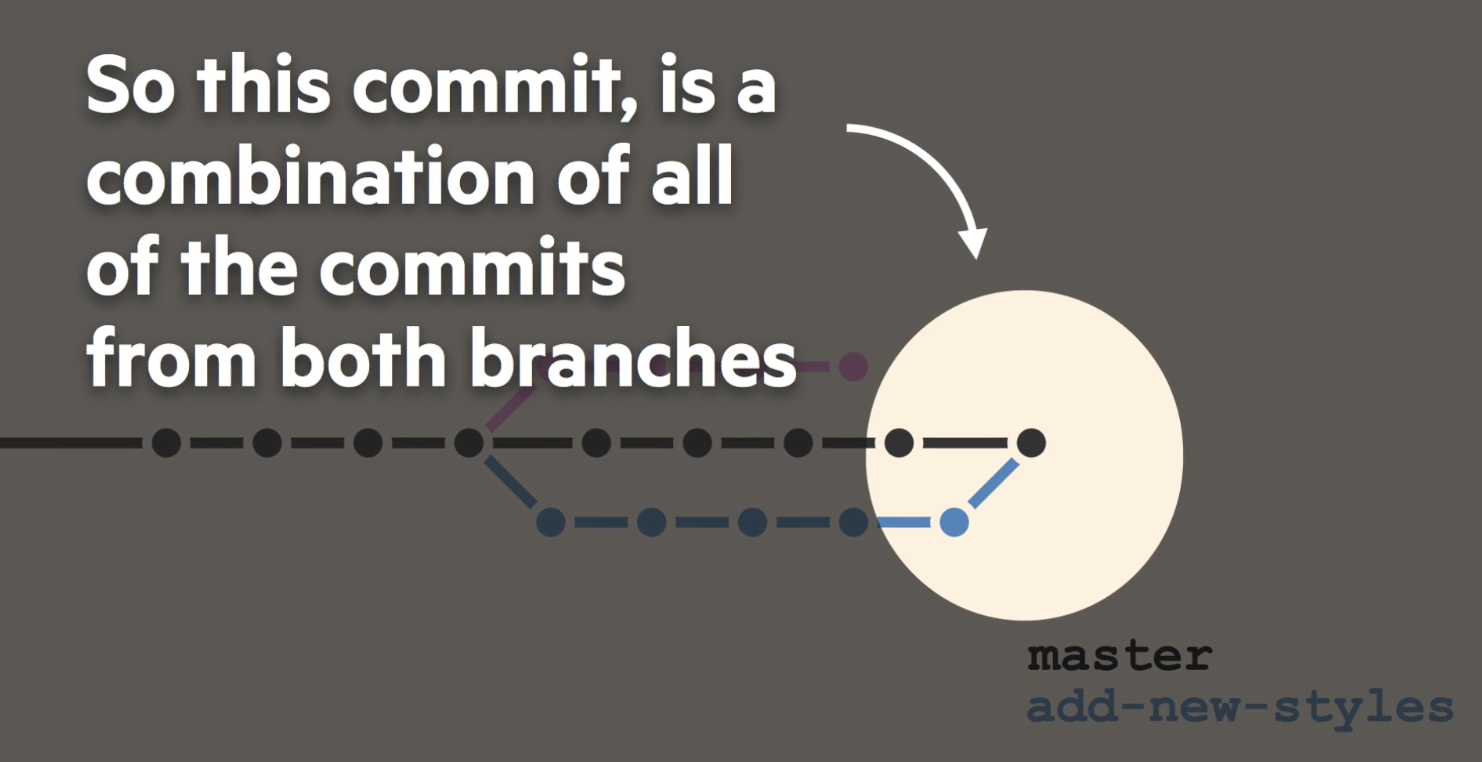 So this commit, is a
combination of all
of the commits
from both branches
master
add-new-styles